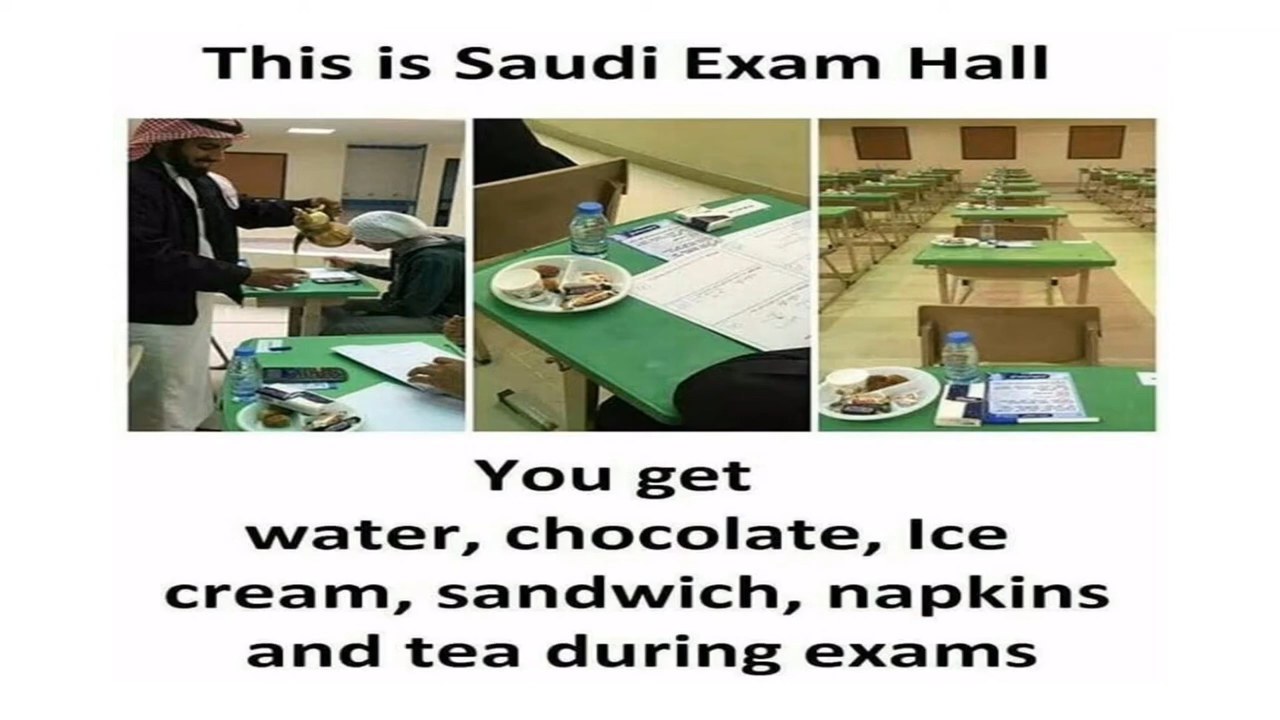 This is Saudi Exam Hall
You get
water, chocolate, Ice
cream, sandwich, napkins
and tea during exams